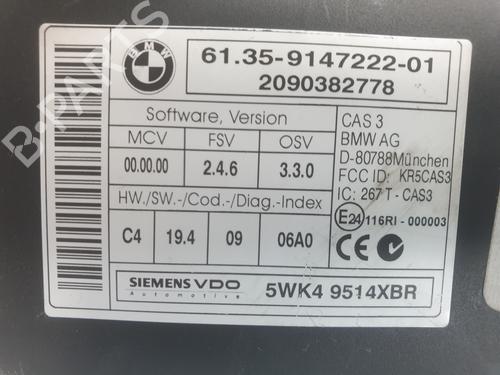 B-PARTS
BMW
61.35-9147222-01
2090382778
Software, Version
MCV FSV OSV
00.00.00 2.4.6 3.3.0
HW./SW.-/Cod.-/Diag.-Index
C4 19.4 09 06A0
CAS 3
BMW AG
D-80788München
FCC ID: KR5CAS3
IC: 267 T - CAS3
E24 116RI - 000003
CE
SIEMENS VDO
Automotive
5WK4 9514XBR